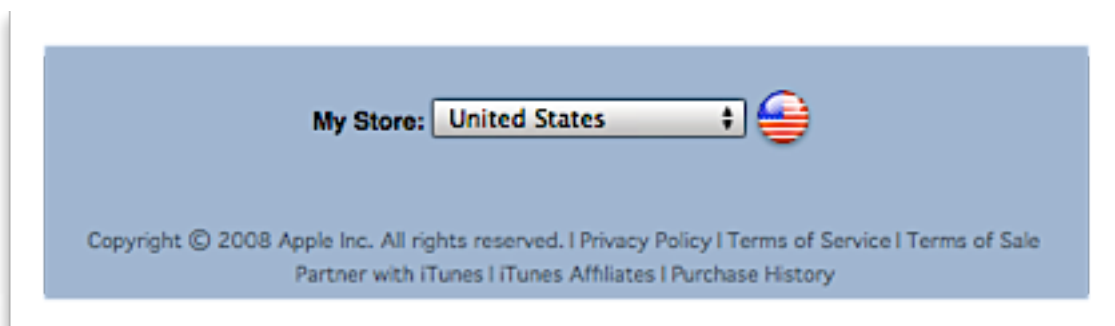 My Store: United States
Copyright © 2008 Apple Inc. All rights reserved. | Privacy Policy | Terms of Service | Terms of Sale
Partner with iTunes | iTunes Affiliates | Purchase History